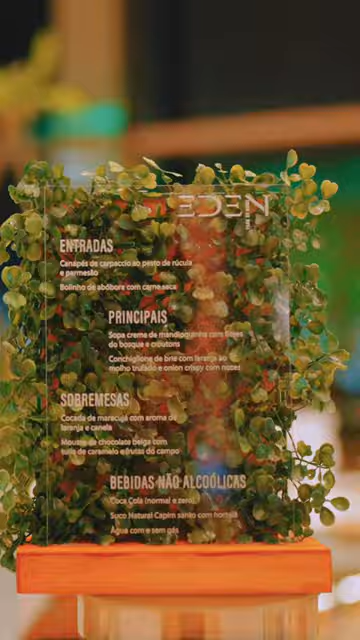 EDEN
ENTRADAS
Canapés de carpaccio ao pesto de rúcula
e parmesão
Bolinho de abóbora com carne seca
PRINCIPAIS
Sopa creme de mandioquinha com flores
do bosque e croutons
Conchiglione de brie com laranja ao
molho trufado e onion crispy com nozes
SOBREMESAS
Cocada de maracujá com aroma de
laranja e canela
Mousse de chocolate belga com
tuile de caramelo e frutas do campo
BEBIDAS NÃO ALCOÓLICAS
Coca Cola (normal e zero)
Suco Natural Capim santo com hortelã
Água com e sem gás